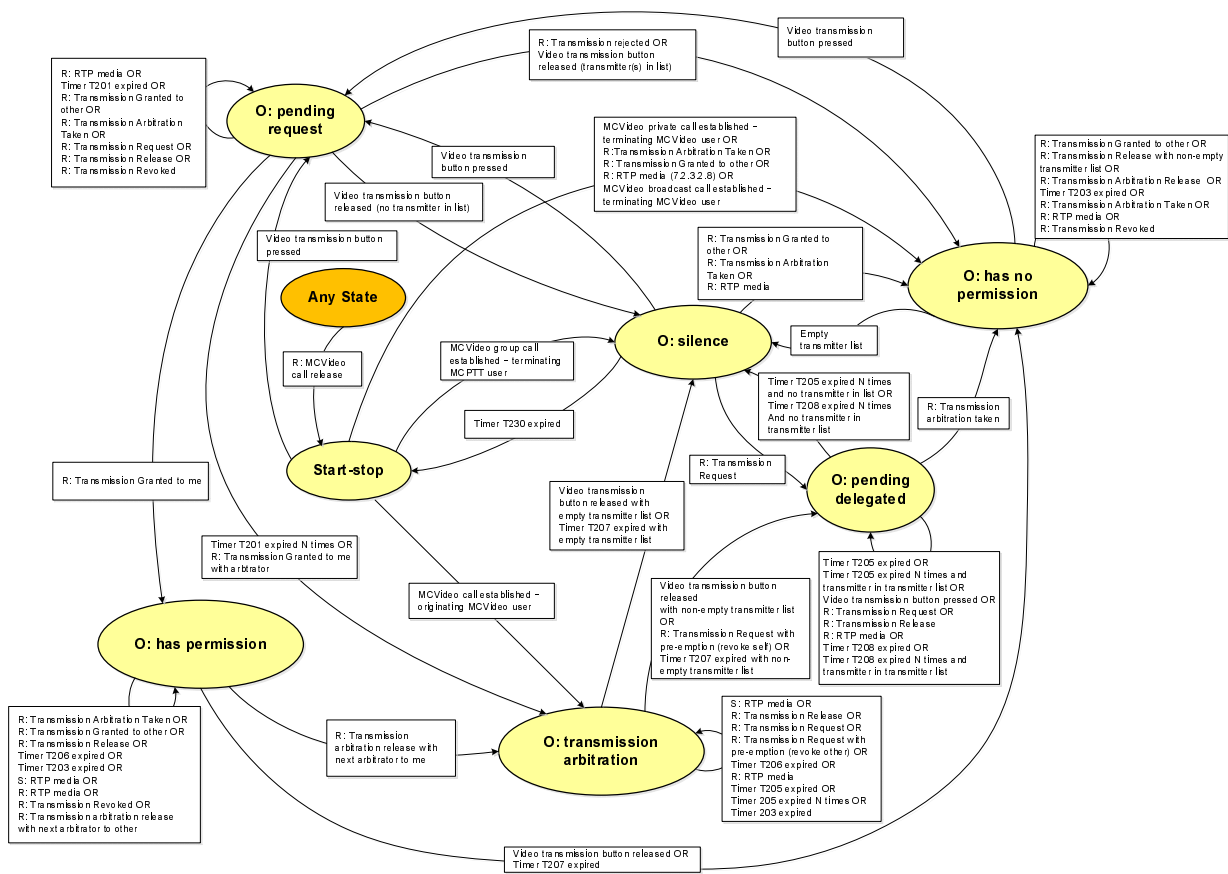 Video transmission
button pressed
R: Transmission rejected OR
Video transmission button
released (transmitter(s) in list)
R: RTP media OR
Timer T201 expired OR
R: Transmission Granted to
other OR
R: Transmission Arbitration
Taken OR
R: Transmission Request OR
R: Transmission Release OR
R: Transmission Revoked
O: pending
request
MCVideo private call established –
terminating MCVideo user OR
R:Transmission Arbitration Taken OR
R: Transmission Granted to other OR
R: RTP media (7.2.3.2.8) OR
MCVideo broadcast call established –
terminating MCVideo user
R: Transmission Granted to other OR
R: Transmission Release with non-empty
transmitter list OR
R: Transmission Arbitration Release OR
Timer T203 expired OR
R: Transmission Arbitration Taken OR
R: RTP media OR
R: Transmission Revoked
Video transmission
button pressed
Video transmission button
released (no transmitter in list)
Video transmission button
pressed
R: Transmission Granted to
other OR
R: Transmission Arbitration
Taken OR
R: RTP media
O: has no
permission
Any State
O: silence
Empty
transmitter list
R: MCVideo
call release
MCVideo group call
established – terminating
MCPTT user
Timer T205 expired N times
and no transmitter in list OR
Timer T208 expired N times
And no transmitter in
transmitter list
R: Transmission
arbitration taken
Timer T230 expired
Start-stop
R: Transmission
Request
O: pending
delegated
R: Transmission Granted to me
Video transmission
button released with
empty transmitter list OR
Timer T207 expired with
empty transmitter list
Timer T201 expired N times OR
R: Transmission Granted to me
with arbtrator
MCVideo call established –
originating MCVideo user
Video transmission button
released
with non-empty transmitter list
OR
R: Transmission Request with
pre-emption (revoke self) OR
Timer T207 expired with non-
empty transmitter list
Timer T205 expired OR
Timer T205 expired N times and
transmitter in transmitter list OR
Video transmission button pressed OR
R: Transmission Request OR
R: Transmission Release
R: RTP media OR
Timer T208 expired OR
Timer T208 expired N times and
transmitter in transmitter list
O: has permission
R: Transmission Arbitration Taken OR
R: Transmission Granted to other OR
R: Transmission Release OR
Timer T206 expired OR
Timer T203 expired OR
S: RTP media OR
R: RTP media OR
R: Transmission Revoked OR
R: Transmission arbitration release
with next arbitrator to other
R: Transmission
arbitration release with
next arbitrator to me
O: transmission
arbitration
S: RTP media OR
R: Transmission Release OR
R: Transmission Request OR
R: Transmission Request with
pre-emption (revoke other) OR
Timer T206 expired OR
R: RTP media
Timer T205 expired OR
Timer 205 expired N times OR
Timer 203 expired
Video transmission button released OR
Timer T207 expired